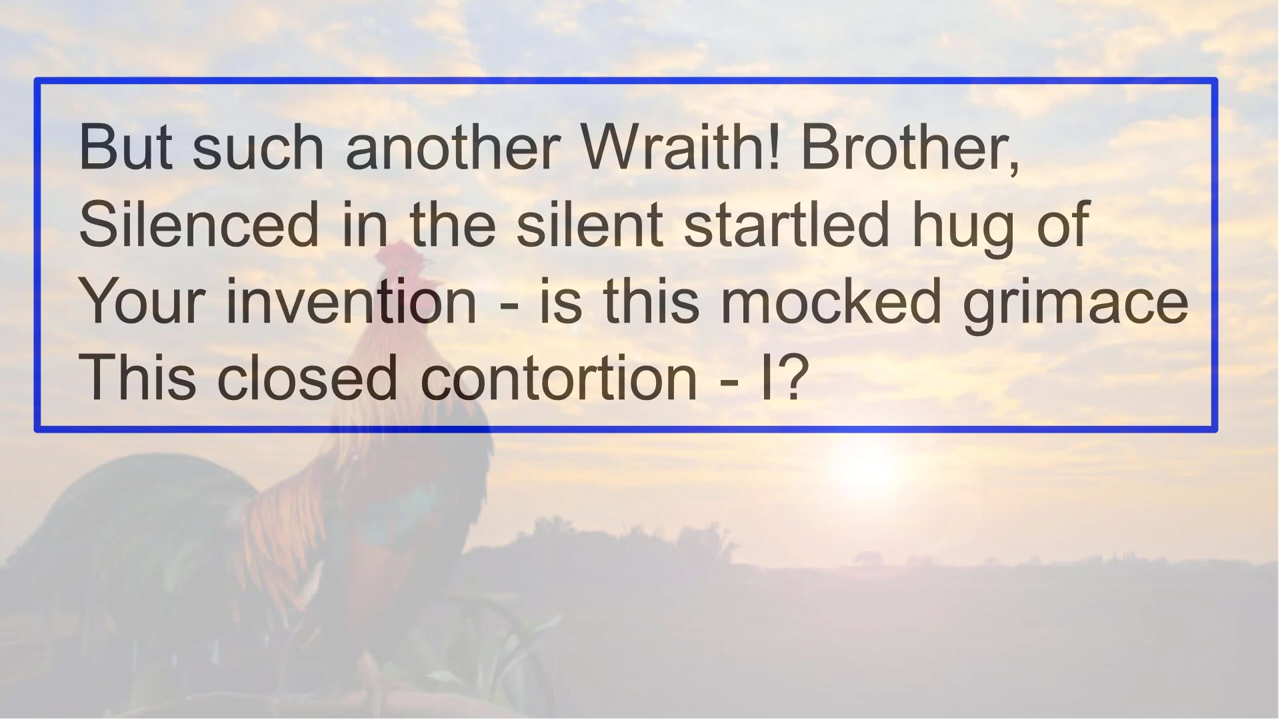 But such another Wraith! Brother,
Silenced in the silent startled hug of
Your invention - is this mocked grimace
This closed contortion - I?